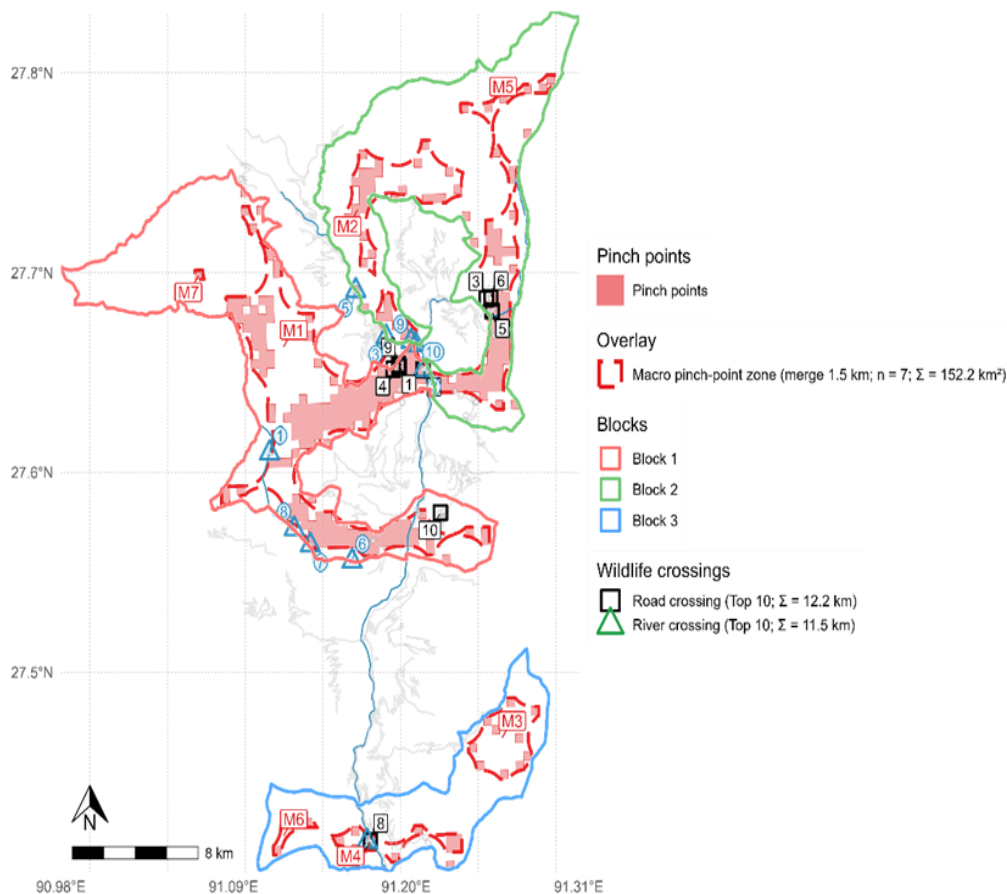 27.8°N
27.7°N
27.6°N
27.5°N
M5
M2
M7
M1
3
6
5
5
9
3
9
10
4
1
1
8
7
6
10
M3
M6
8
M4
N
8 km
90.98°E
91.09°E
91.20°E
91.31°E
Pinch points
Pinch points
Overlay
Macro pinch-point zone (merge 1.5 km; n = 7; Σ = 152.2 km²)
Blocks
Block 1
Block 2
Block 3
Wildlife crossings
Road crossing (Top 10; Σ = 12.2 km)
River crossing (Top 10; Σ = 11.5 km)